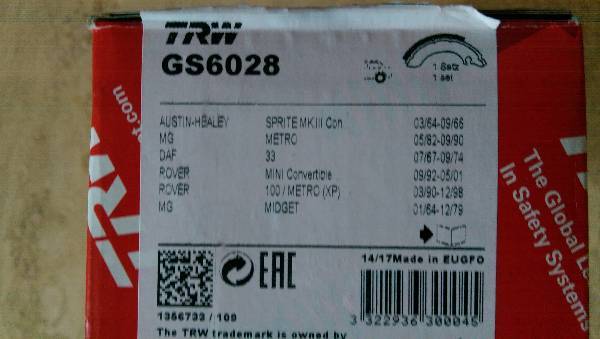 TRW
GS6028
1 Satz
1 set
AUSTIN-HEALEY SPRITE MK III Con 03/64-09/66
MG METRO 05/82-09/90
DAF 33 07/67-09/74
ROVER MINI Convertible 09/92-05/01
ROVER 100 / METRO (XP) 03/90-12/98
MG MIDGET 01/64-12/79
EAC
14/17Made in EUGFO
1356733 / 109
3 322936 300045
The TRW trademark is owned by
TRW
.com
The Global
In Safety Systems